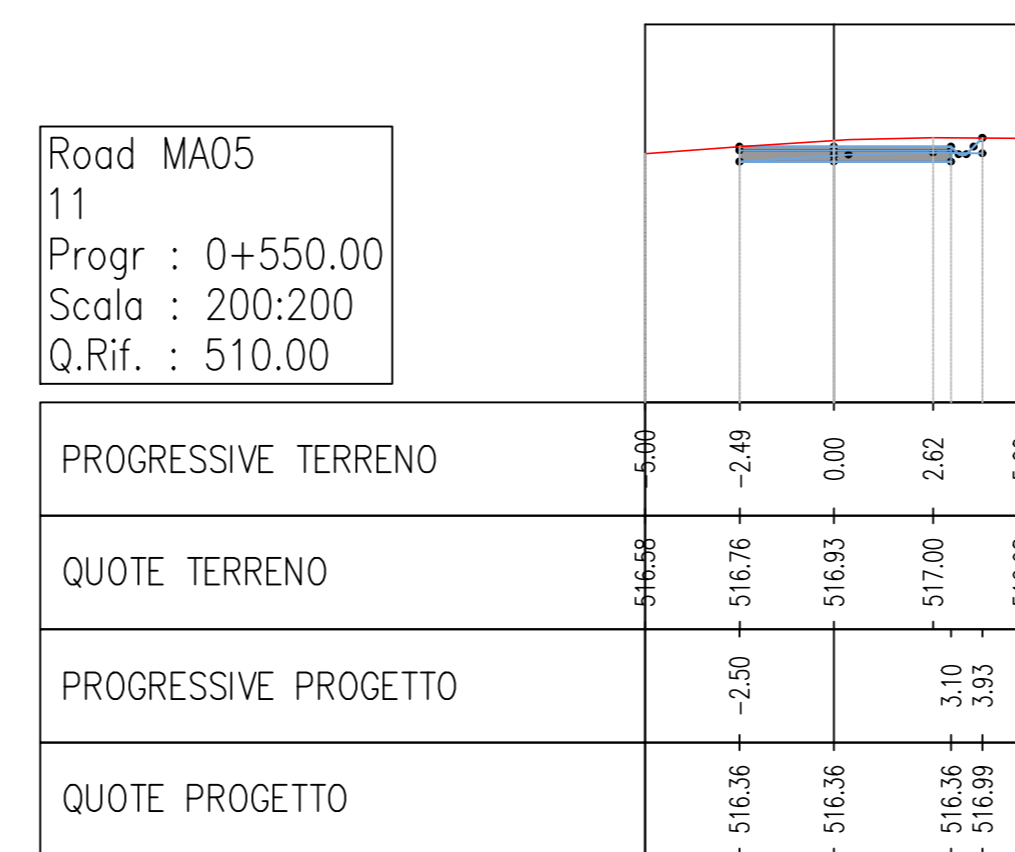 Road MA05
11
Progr : 0+550.00
Scala : 200:200
Q.Rif. : 510.00
PROGRESSIVE TERRENO -5.00 -2.49 0.00 2.62
QUOTE TERRENO 516.58 516.76 516.93 517.00
PROGRESSIVE PROGETTO -2.50 3.10 3.93
QUOTE PROGETTO 516.36 516.36 516.36 516.99